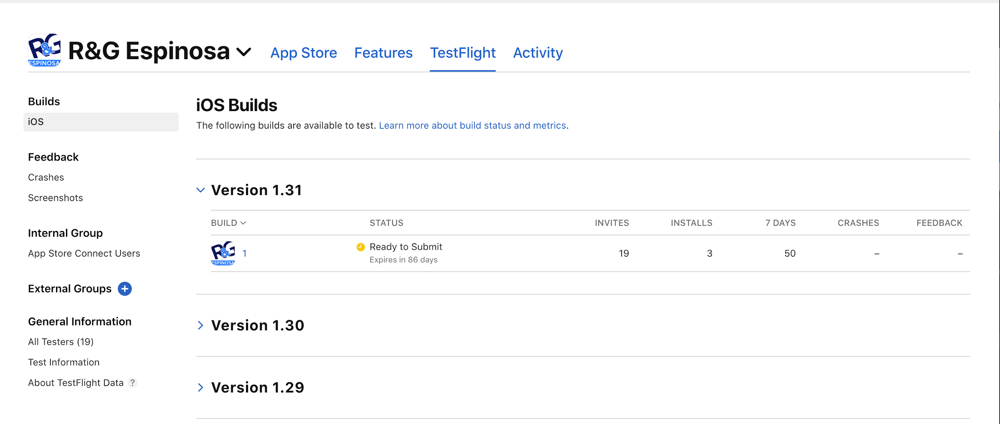 R&G
ESPINOSA
R&G Espinosa
App Store
Features
TestFlight
Activity
Builds
iOS
Feedback
Crashes
Screenshots
Internal Group
App Store Connect Users
External Groups
General Information
All Testers (19)
Test Information
About TestFlight Data ?
iOS Builds
The following builds are available to test. Learn more about build status and metrics.
Version 1.31
BUILD STATUS INVITES INSTALLS 7 DAYS CRASHES FEEDBACK
R&G
ESPINOSA
1 Ready to Submit 19 3 50 – –
Expires in 86 days
Version 1.30
Version 1.29